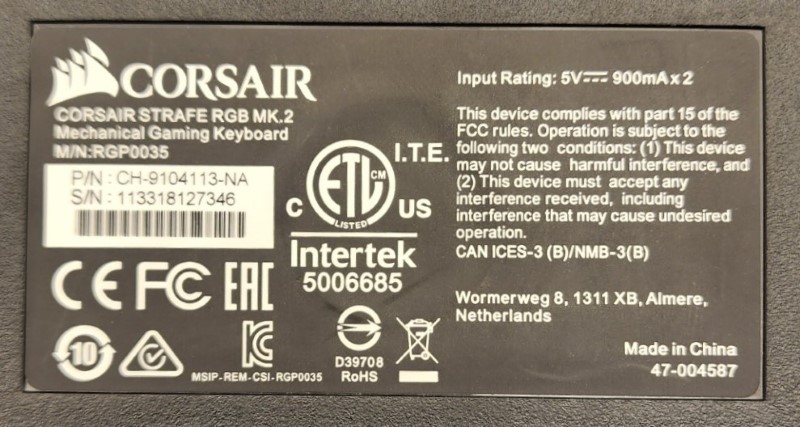 CORSAIR
CORSAIR STRAFE RGB MK.2
Mechanical Gaming Keyboard
M/N:RGP0035
P/N : CH-9104113-NA
S/N : 113318127346
I.T.E.
ETL CM
LISTED
C US
Intertek
5006685
CE FC EAC
10
MSIP-REM-CSI-RGP0035
D39708
RoHS
Input Rating: 5V⎓ 900mA x 2
This device complies with part 15 of the
FCC rules. Operation is subject to the
following two conditions: (1) This device
may not cause harmful interference, and
(2) This device must accept any
interference received, including
interference that may cause undesired
operation.
CAN ICES-3 (B)/NMB-3(B)
Wormerweg 8, 1311 XB, Almere,
Netherlands
Made in China
47-004587